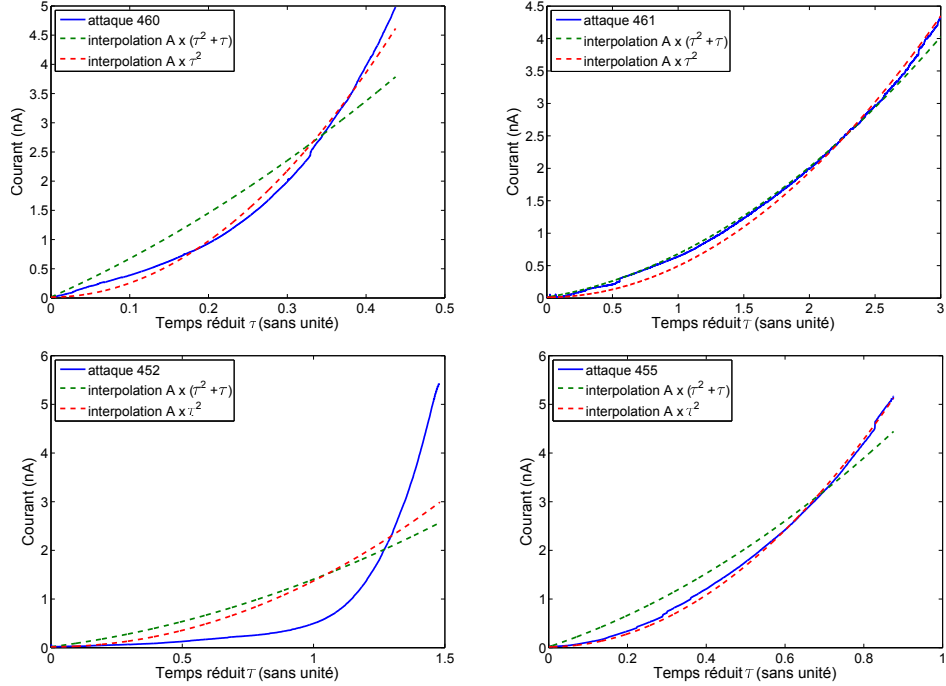 attaque 460
interpolation A x (τ² + τ)
interpolation A x τ²
Courant (nA)
5
4.5
4
3.5
3
2.5
2
1.5
1
0.5
0
0 0.1 0.2 0.3 0.4 0.5
Temps réduit τ (sans unité)
attaque 461
interpolation A x (τ² + τ)
interpolation A x τ²
Courant (nA)
4.5
4
3.5
3
2.5
2
1.5
1
0.5
0
0 0.5 1 1.5 2 2.5 3
Temps réduit τ (sans unité)
attaque 452
interpolation A x (τ² + τ)
interpolation A x τ²
Courant (nA)
6
5
4
3
2
1
0
0 0.5 1 1.5
Temps réduit τ (sans unité)
attaque 455
interpolation A x (τ² + τ)
interpolation A x τ²
Courant (nA)
6
5
4
3
2
1
0
0 0.2 0.4 0.6 0.8 1
Temps réduit τ (sans unité)